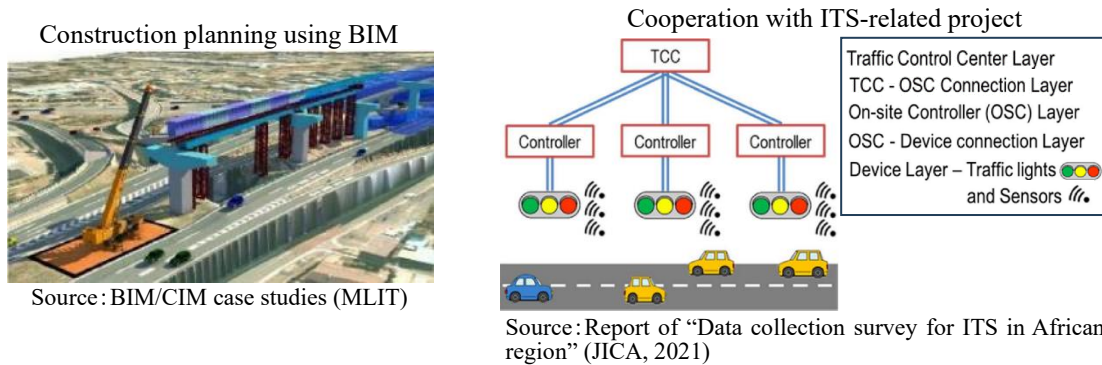 Construction planning using BIM
Source：BIM/CIM case studies (MLIT)
Cooperation with ITS-related project
TCC
Controller
Controller
Controller
Traffic Control Center Layer
TCC - OSC Connection Layer
On-site Controller (OSC) Layer
OSC - Device connection Layer
Device Layer – Traffic lights
and Sensors
Source：Report of “Data collection survey for ITS in African
region” (JICA, 2021)